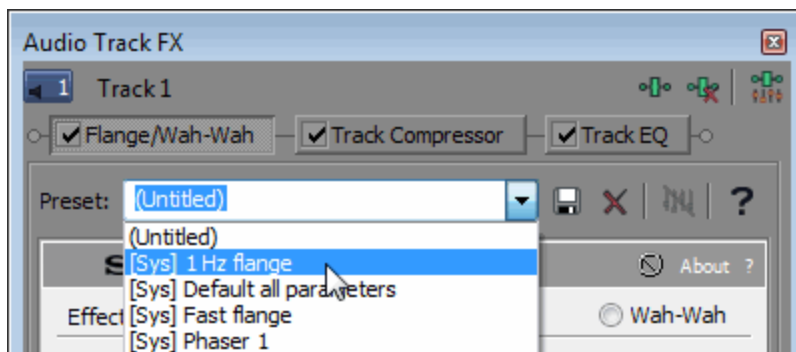 Audio Track FX
1 Track 1
Flange/Wah-Wah Track Compressor Track EQ
Preset: (Untitled) ?
(Untitled)
[Sys] 1 Hz flange
About ?
[Sys] Default all parameters
Effect
[Sys] Fast flange
Wah-Wah
[Sys] Phaser 1